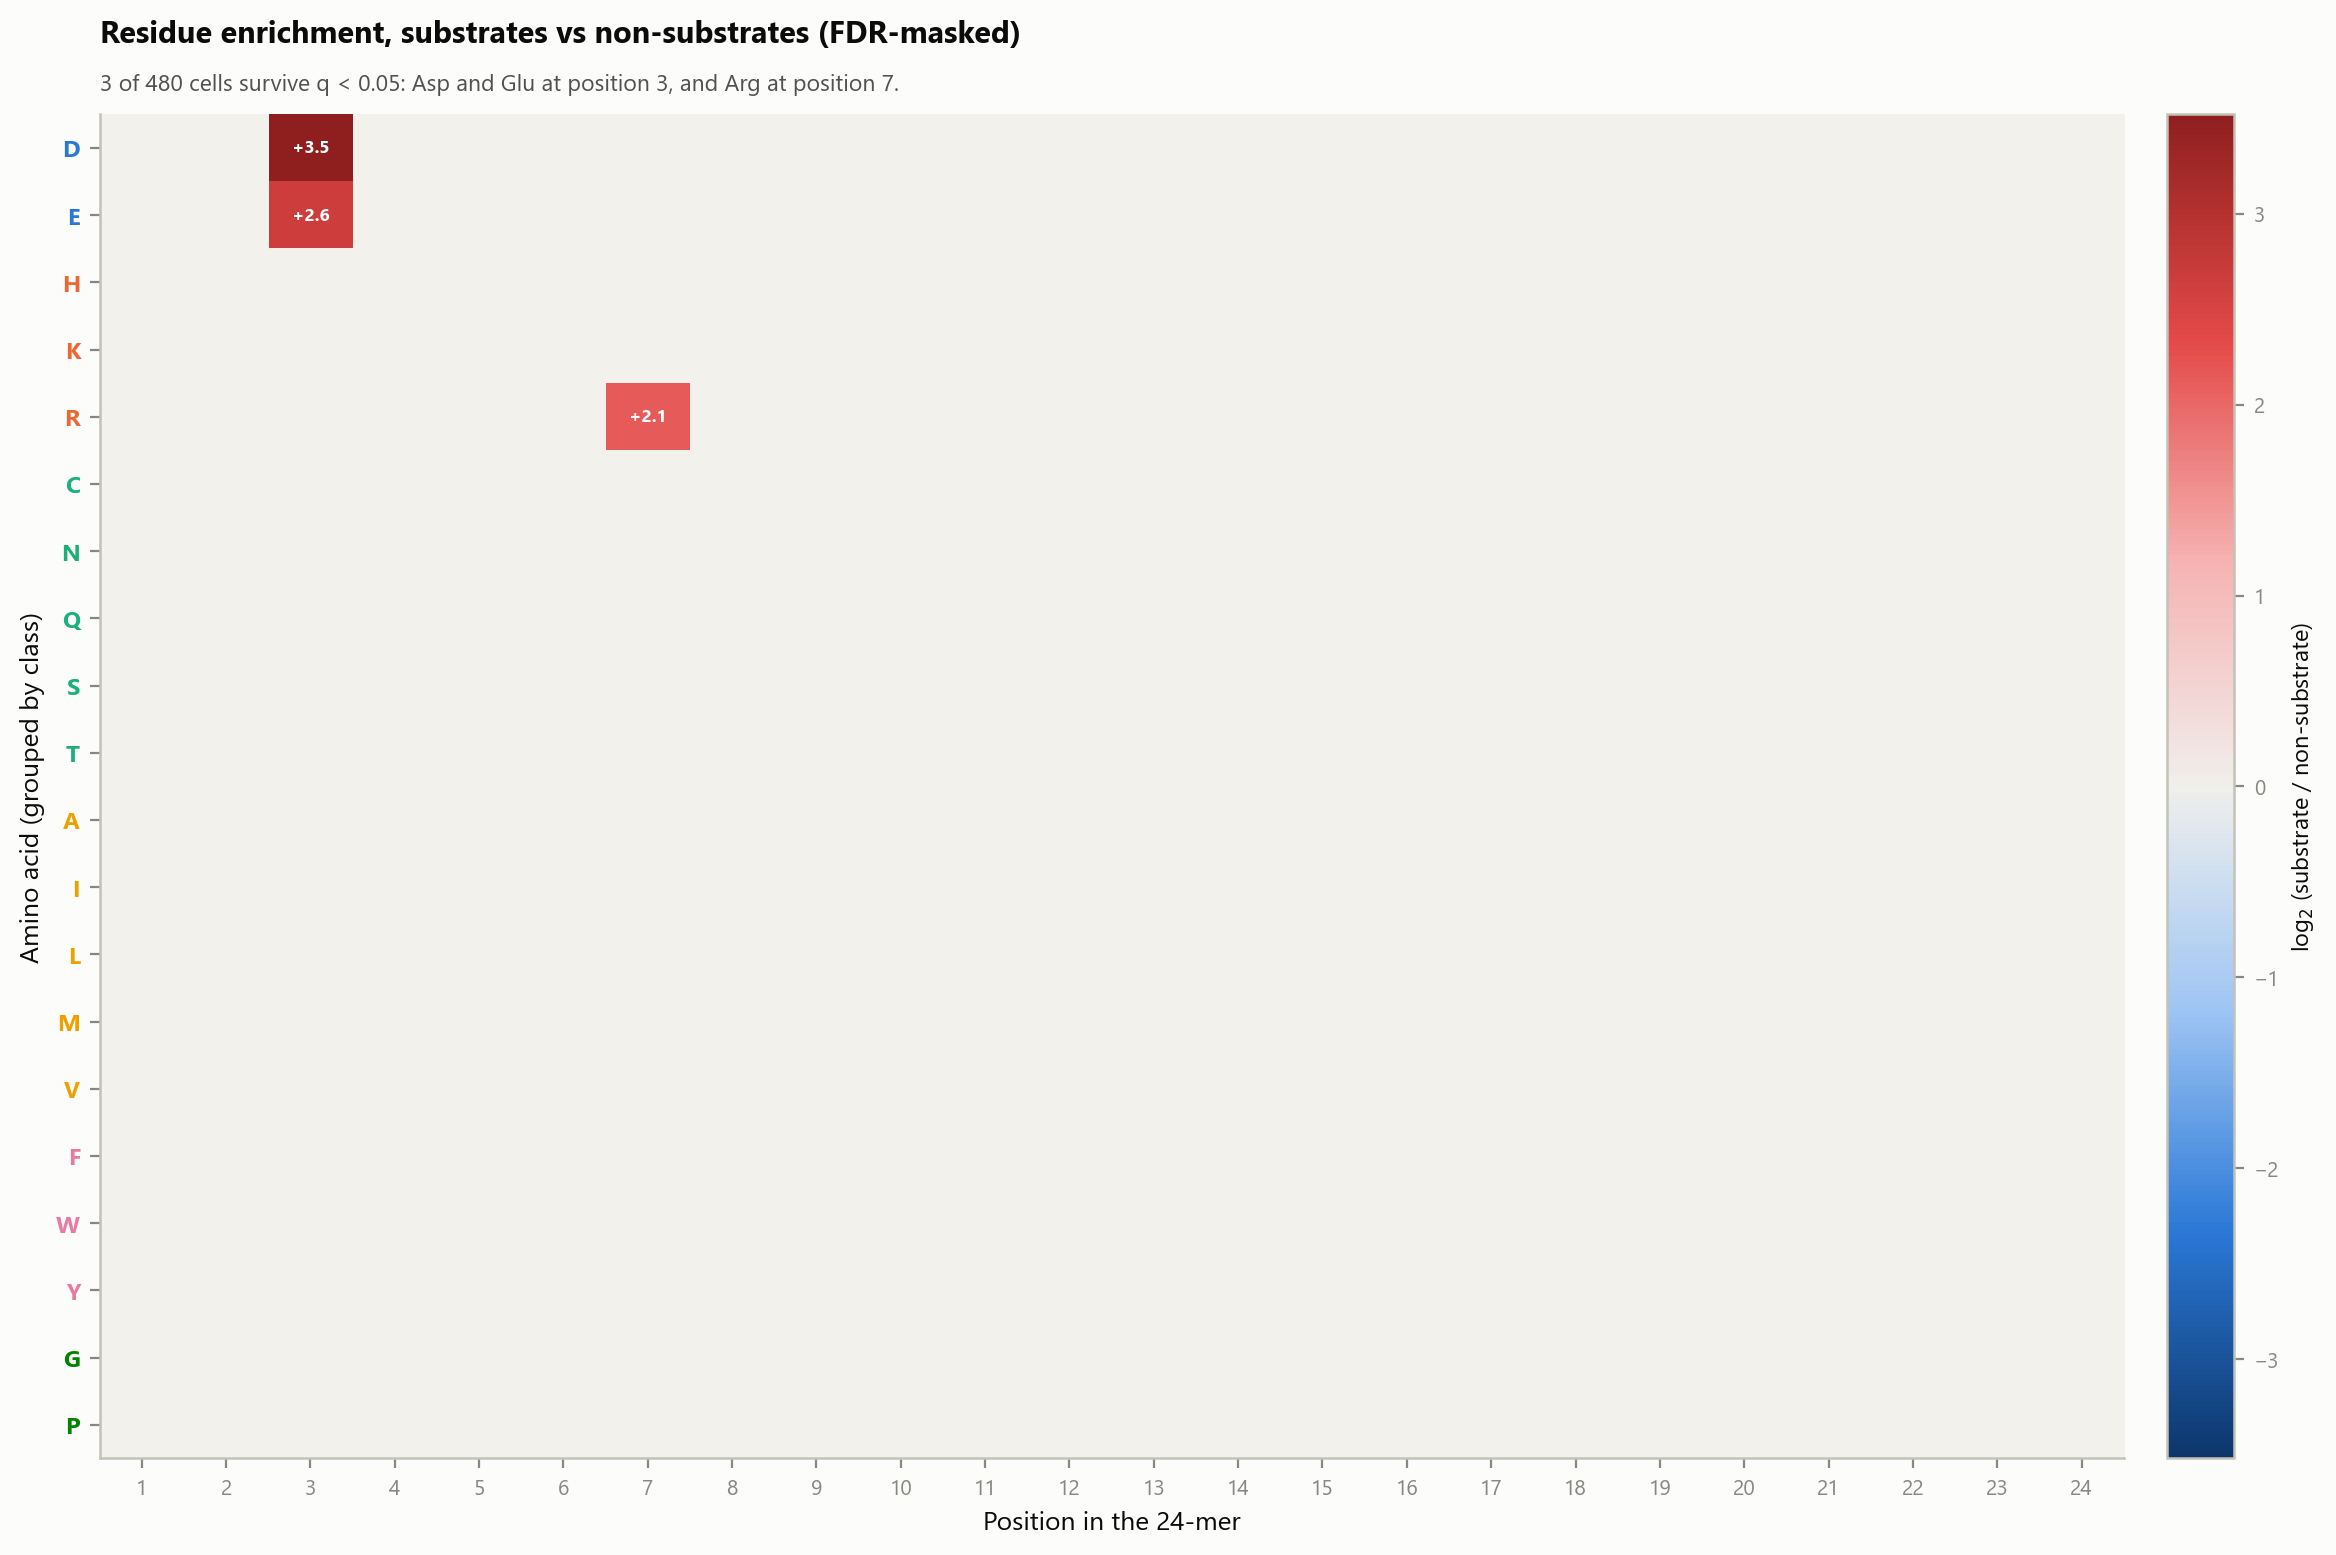 Residue enrichment, substrates vs non-substrates (FDR-masked)
3 of 480 cells survive q < 0.05: Asp and Glu at position 3, and Arg at position 7.
Amino acid (grouped by class)
D
E
H
K
R
C
N
Q
S
T
A
I
L
M
V
F
W
Y
G
P
+3.5
+2.6
+2.1
1 2 3 4 5 6 7 8 9 10 11 12 13 14 15 16 17 18 19 20 21 22 23 24
Position in the 24-mer
3
2
1
0
−1
−2
−3
log₂ (substrate / non-substrate)